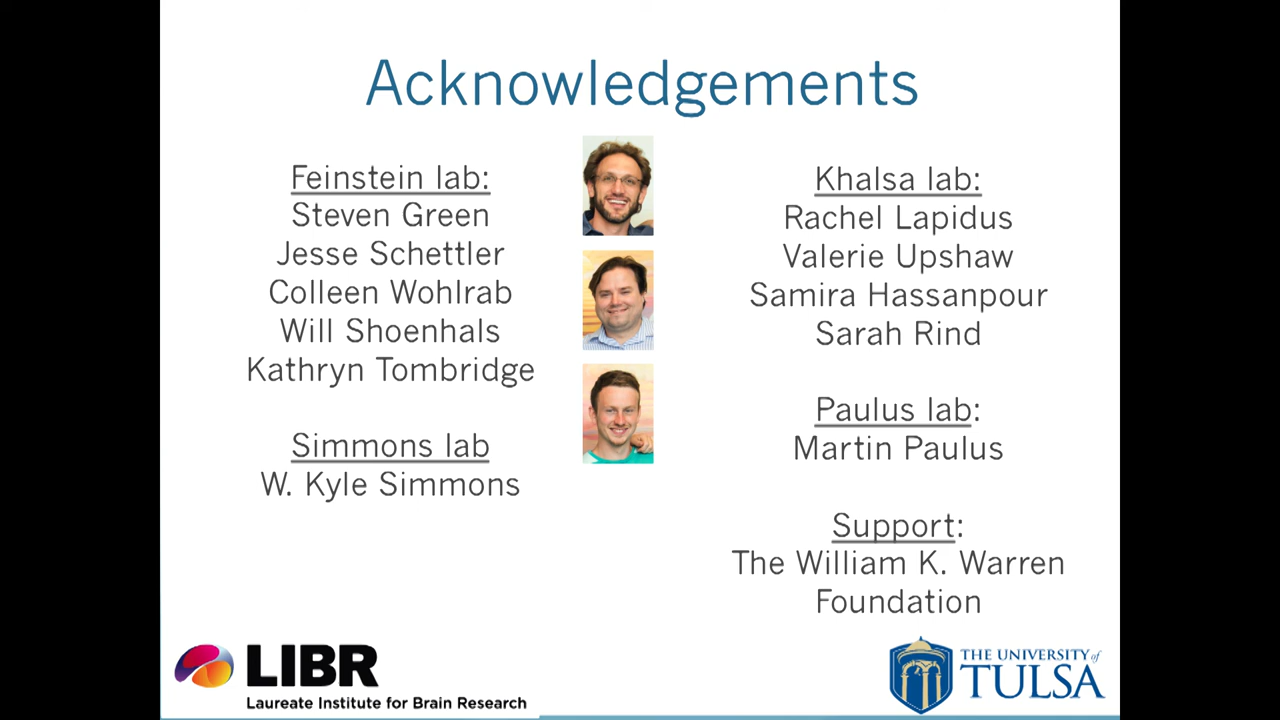 Acknowledgements
Feinstein lab:
Steven Green
Jesse Schettler
Colleen Wohlrab
Will Shoenhals
Kathryn Tombridge
Simmons lab
W. Kyle Simmons
Khalsa lab:
Rachel Lapidus
Valerie Upshaw
Samira Hassanpour
Sarah Rind
Paulus lab:
Martin Paulus
Support:
The William K. Warren
Foundation
LIBR
Laureate Institute for Brain Research
THE UNIVERSITY of
TULSA